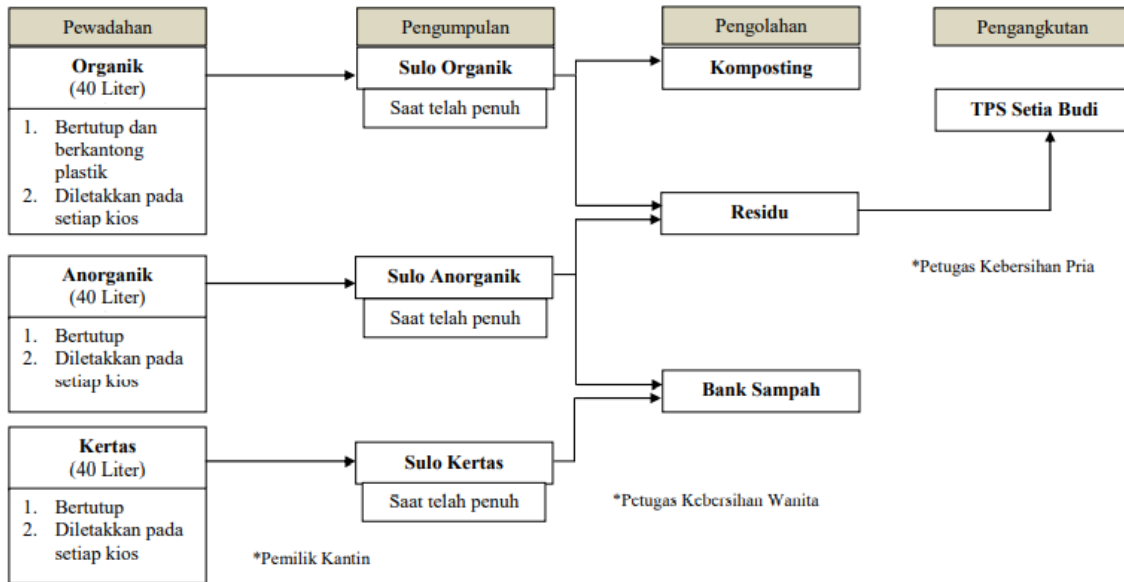 Pewadahan
Pengumpulan
Pengolahan
Pengangkutan
Organik
(40 Liter)
1. Bertutup dan
berkantong
plastik
2. Diletakkan pada
setiap kios
Sulo Organik
Saat telah penuh
Komposting
TPS Setia Budi
Residu
*Petugas Kebersihan Pria
Anorganik
(40 Liter)
1. Bertutup
2. Diletakkan pada
setiap kios
Sulo Anorganik
Saat telah penuh
Bank Sampah
Kertas
(40 Liter)
1. Bertutup
2. Diletakkan pada
setiap kios
Sulo Kertas
Saat telah penuh
*Petugas Kebersihan Wanita
*Pemilik Kantin